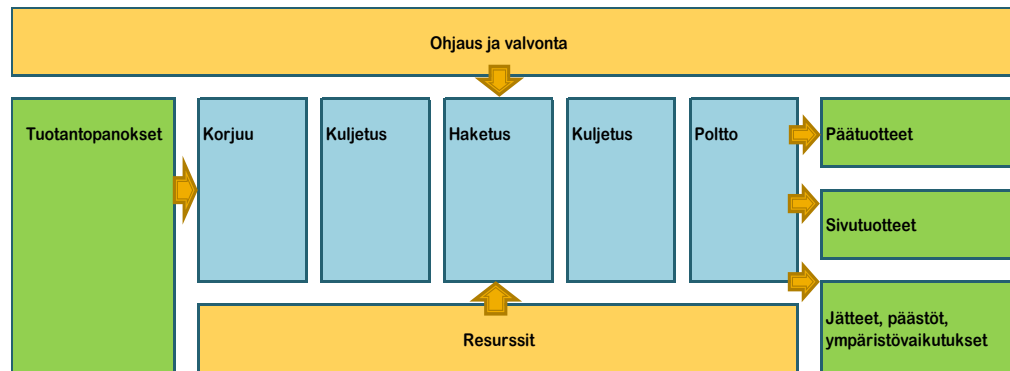 Ohjaus ja valvonta
Tuotantopanokset
Korjuu
Kuljetus
Haketus
Kuljetus
Poltto
Päätuotteet
Sivutuotteet
Jätteet, päästöt,
ympäristövaikutukset
Resurssit